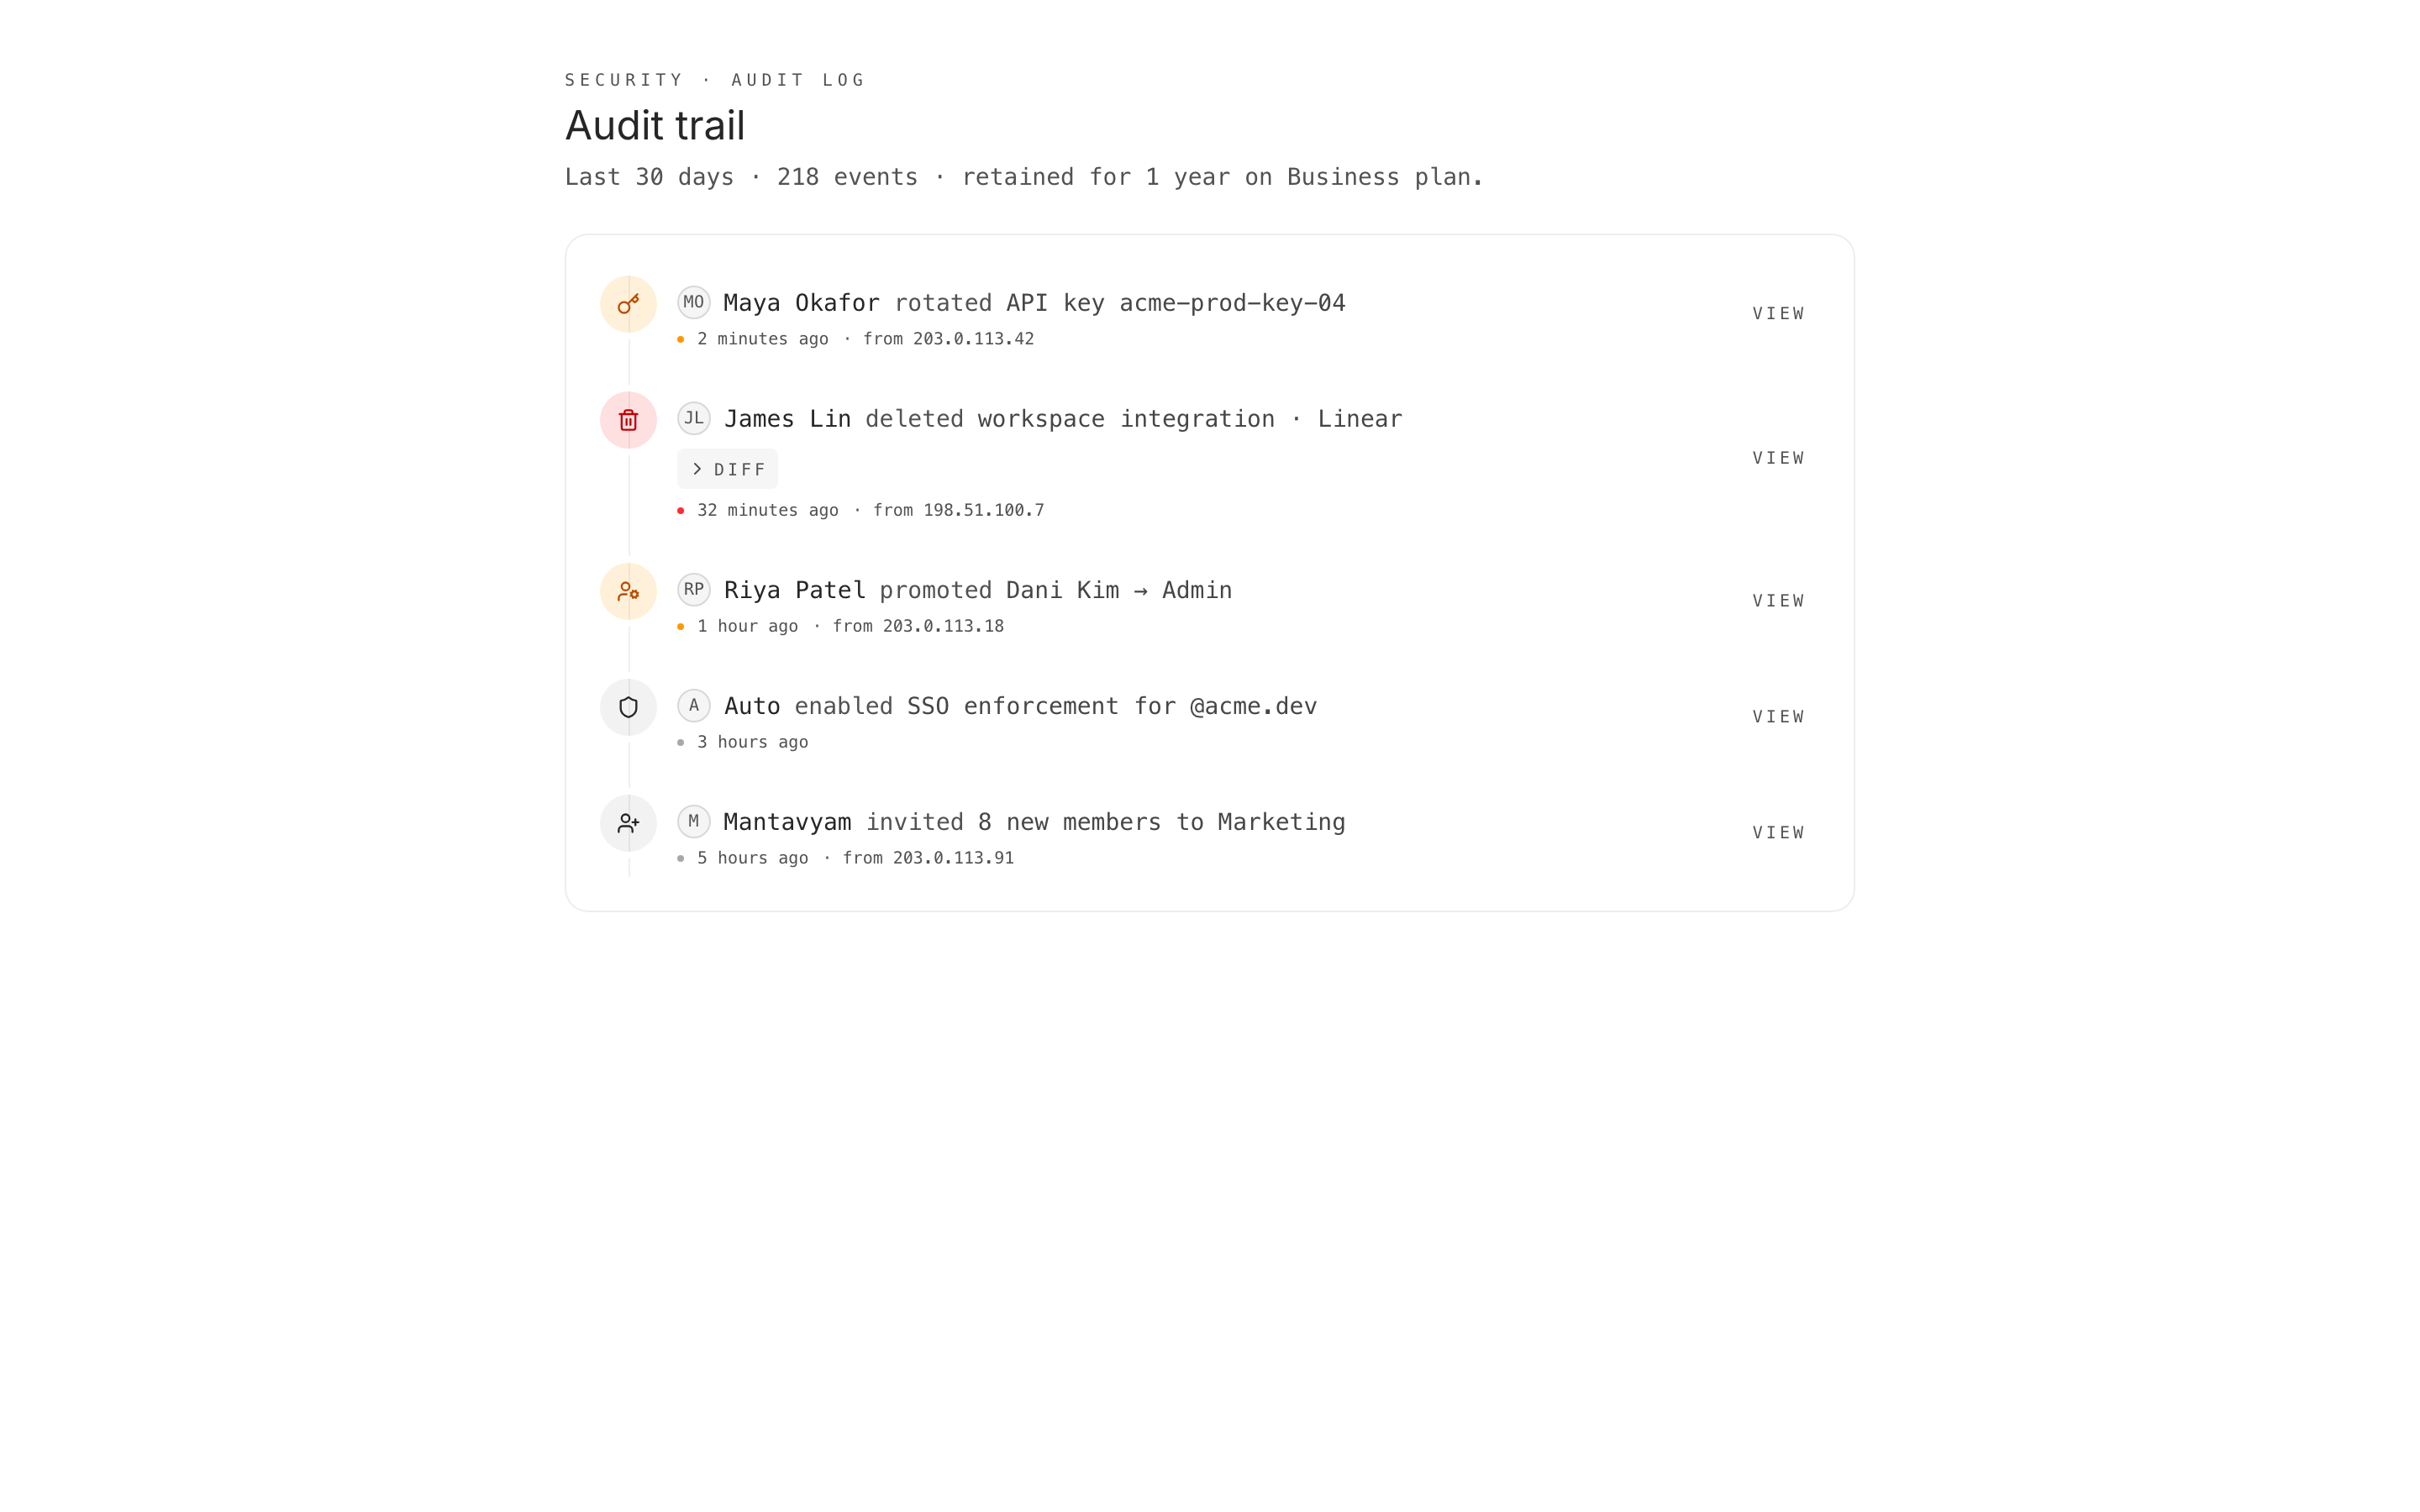 SECURITY · AUDIT LOG
Audit trail
Last 30 days · 218 events · retained for 1 year on Business plan.
MO Maya Okafor rotated API key acme-prod-key-04
VIEW
2 minutes ago · from 203.0.113.42
JL James Lin deleted workspace integration · Linear
VIEW
DIFF
32 minutes ago · from 198.51.100.7
RP Riya Patel promoted Dani Kim → Admin
VIEW
1 hour ago · from 203.0.113.18
A Auto enabled SSO enforcement for @acme.dev
VIEW
3 hours ago
M Mantavyam invited 8 new members to Marketing
VIEW
5 hours ago · from 203.0.113.91